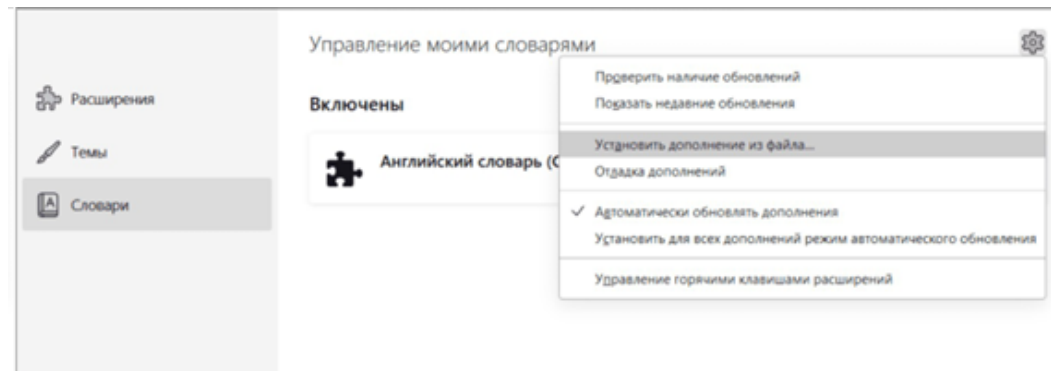 Управление моими словарями
Расширения
Темы
Словари
Включены
Английский словарь (
Проверить наличие обновлений
Показать недавние обновления
Установить дополнение из файла...
Отладка дополнений
Автоматически обновлять дополнения
Установить для всех дополнений режим автоматического обновления
Управление горячими клавишами расширений